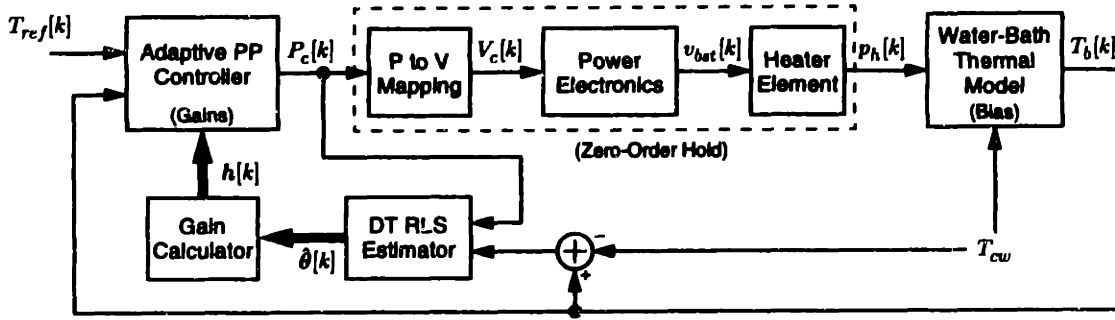 T_ref[k]
Adaptive PP
Controller
(Gains)
P_c[k]
P to V
Mapping
V_c[k]
Power
Electronics
v_bat[k]
Heater
Element
p_h[k]
Water-Bath
Thermal
Model
(Bias)
T_b[k]
(Zero-Order Hold)
h[k]
Gain
Calculator
θ̂[k]
DT RLS
Estimator
+
−
+
T_cw